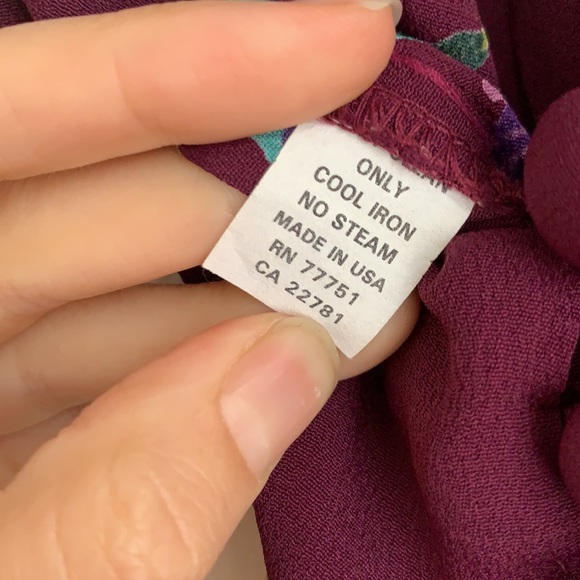 ONLY
COOL IRON
NO STEAM
MADE IN USA
RN 77751
CA 22781